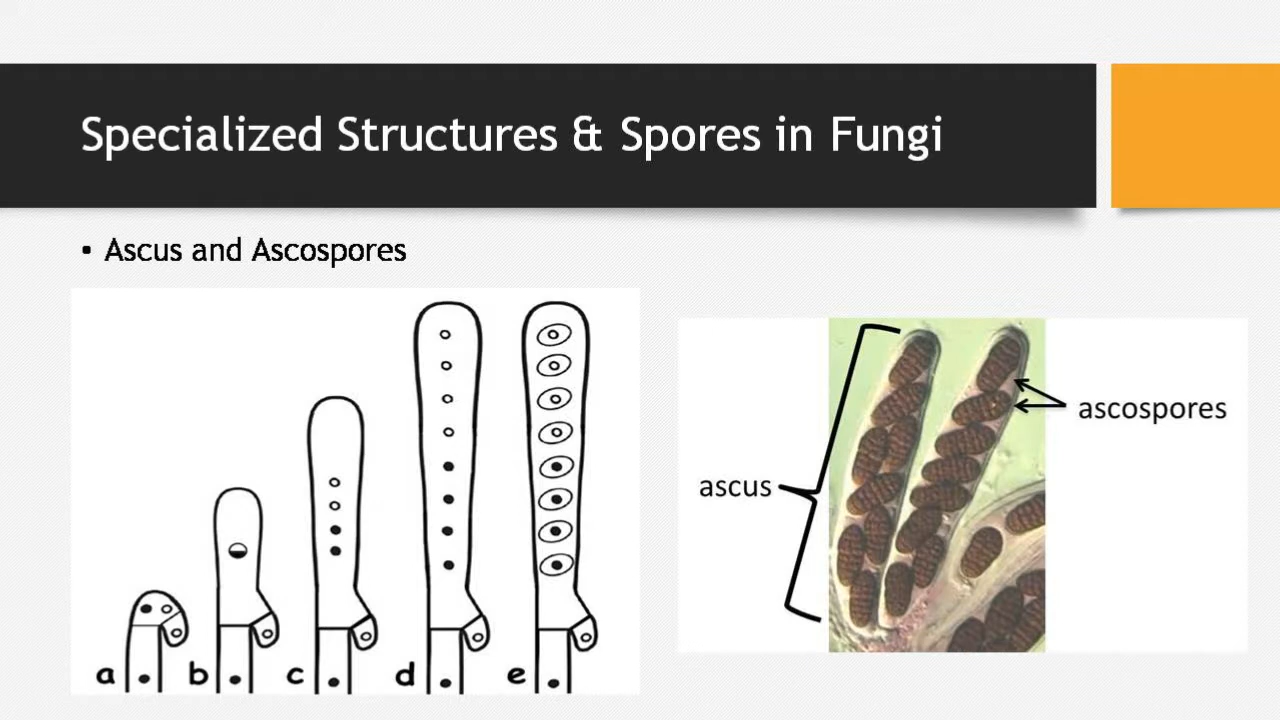 Specialized Structures & Spores in Fungi
• Ascus and Ascospores
a b c d e
ascus
ascospores